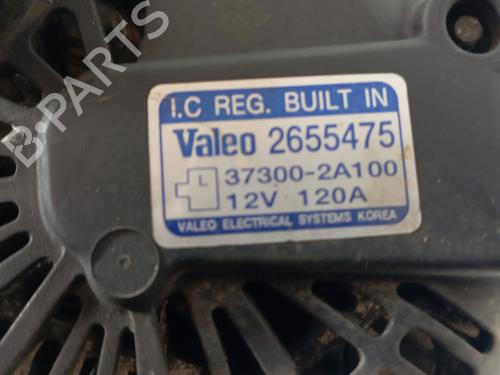 I.C REG. BUILT IN
Valeo 2655475
L 37300-2A100
12V 120A
VALEO ELECTRICAL SYSTEMS KOREA
B-PARTS